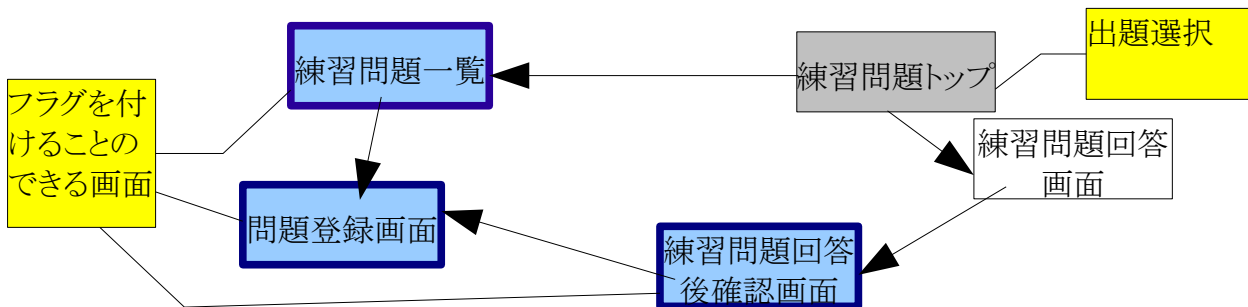 出題選択
練習問題一覧
練習問題トップ
フラグを付
けることの
できる画面
練習問題回答
画面
問題登録画面
練習問題回答
後確認画面